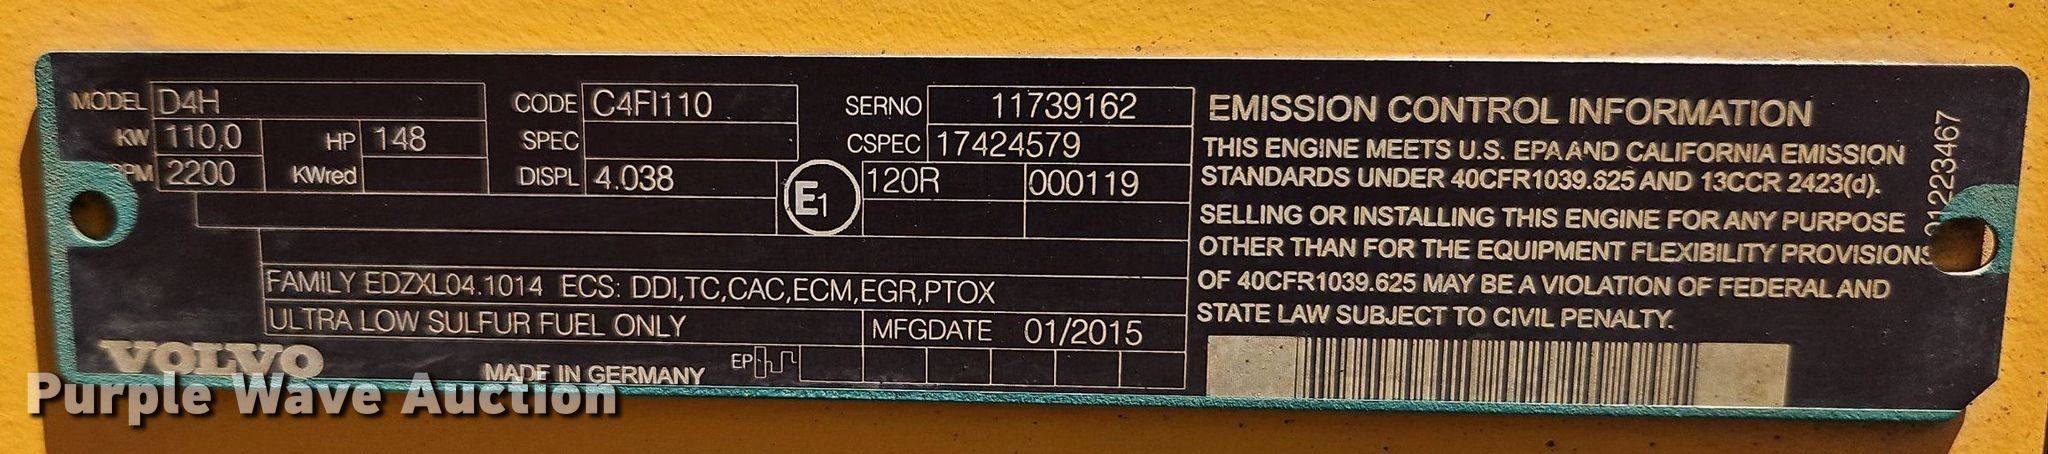 MODEL D4H CODE C4FI110 SERNO 11739162
KW 110,0 HP 148 SPEC CSPEC 17424579
RPM 2200 KWred DISPL 4.038 E1 120R 000119
FAMILY EDZXL04.1014 ECS: DDI,TC,CAC,ECM,EGR,PTOX
ULTRA LOW SULFUR FUEL ONLY MFGDATE 01/2015
VOLVO MADE IN GERMANY EP
EMISSION CONTROL INFORMATION
THIS ENGINE MEETS U.S. EPA AND CALIFORNIA EMISSION
STANDARDS UNDER 40CFR1039.625 AND 13CCR 2423(d).
SELLING OR INSTALLING THIS ENGINE FOR ANY PURPOSE
OTHER THAN FOR THE EQUIPMENT FLEXIBILITY PROVISIONS
OF 40CFR1039.625 MAY BE A VIOLATION OF FEDERAL AND
STATE LAW SUBJECT TO CIVIL PENALTY.
Purple Wave Auction